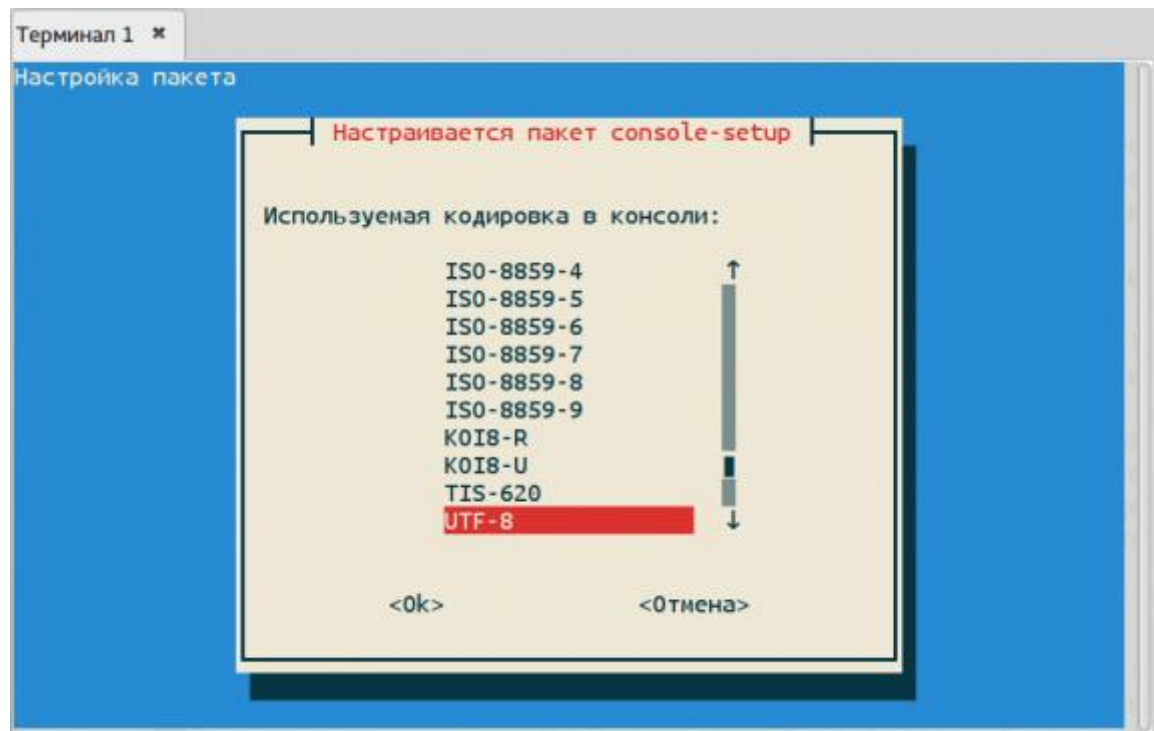 Терминал 1 ✖
Настройка пакета
Настраивается пакет console-setup
Используемая кодировка в консоли:
ISO-8859-4 ↑
ISO-8859-5
ISO-8859-6
ISO-8859-7
ISO-8859-8
ISO-8859-9
KOI8-R
KOI8-U
TIS-620
UTF-8 ↓
<Ok> <Отмена>